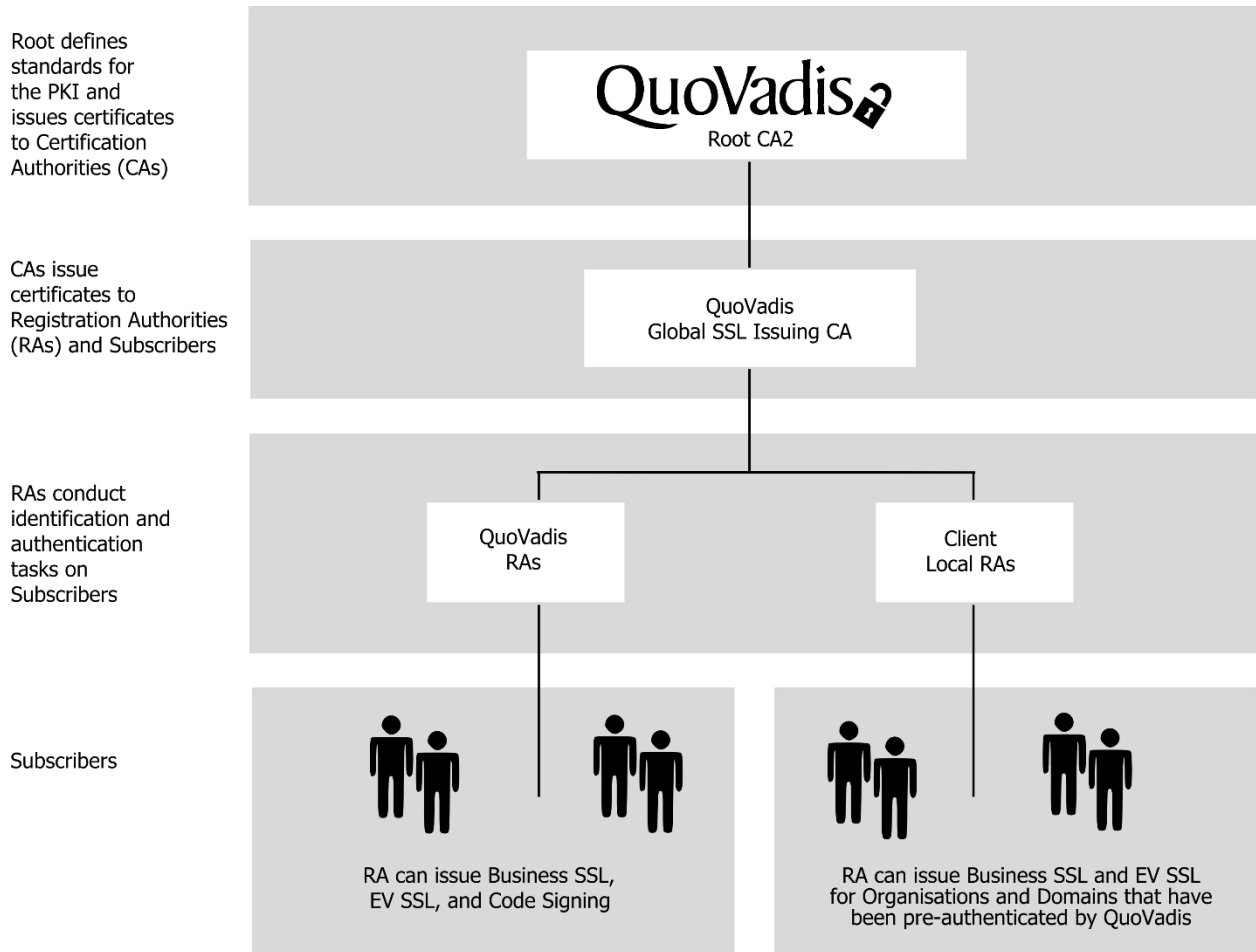 Root defines
standards for
the PKI and
issues certificates
to Certification
Authorities (CAs)
QuoVadis
Root CA2
CAs issue
certificates to
Registration Authorities
(RAs) and Subscribers
QuoVadis
Global SSL Issuing CA
RAs conduct
identification and
authentication
tasks on
Subscribers
QuoVadis
RAs
Client
Local RAs
Subscribers
RA can issue Business SSL,
EV SSL, and Code Signing
RA can issue Business SSL and EV SSL
for Organisations and Domains that have
been pre-authenticated by QuoVadis